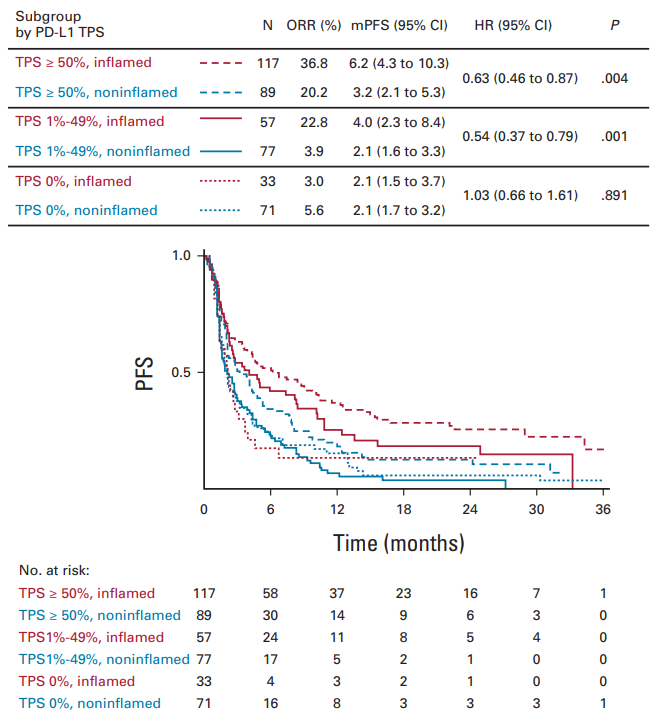 Subgroup
by PD-L1 TPS N ORR (%) mPFS (95% CI) HR (95% CI) P
TPS ≥ 50%, inflamed 117 36.8 6.2 (4.3 to 10.3)
0.63 (0.46 to 0.87) .004
TPS ≥ 50%, noninflamed 89 20.2 3.2 (2.1 to 5.3)
TPS 1%-49%, inflamed 57 22.8 4.0 (2.3 to 8.4)
0.54 (0.37 to 0.79) .001
TPS 1%-49%, noninflamed 77 3.9 2.1 (1.6 to 3.3)
TPS 0%, inflamed 33 3.0 2.1 (1.5 to 3.7)
1.03 (0.66 to 1.61) .891
TPS 0%, noninflamed 71 5.6 2.1 (1.7 to 3.2)
1.0
0.5
PFS
0 6 12 18 24 30 36
Time (months)
No. at risk:
TPS ≥ 50%, inflamed 117 58 37 23 16 7 1
TPS ≥ 50%, noninflamed 89 30 14 9 6 3 0
TPS1%-49%, inflamed 57 24 11 8 5 4 0
TPS1%-49%, noninflamed 77 17 5 2 1 0 0
TPS 0%, inflamed 33 4 3 2 1 0 0
TPS 0%, noninflamed 71 16 8 3 3 3 1